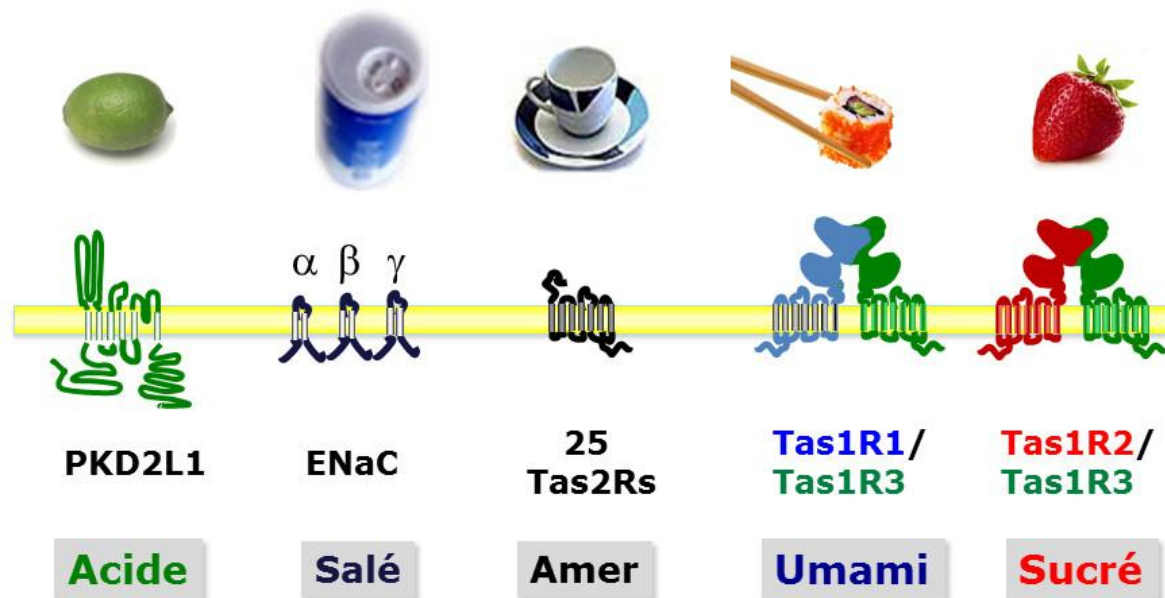 α β γ
PKD2L1
ENaC
25
Tas2Rs
Tas1R1/
Tas1R3
Tas1R2/
Tas1R3
Acide
Salé
Amer
Umami
Sucré